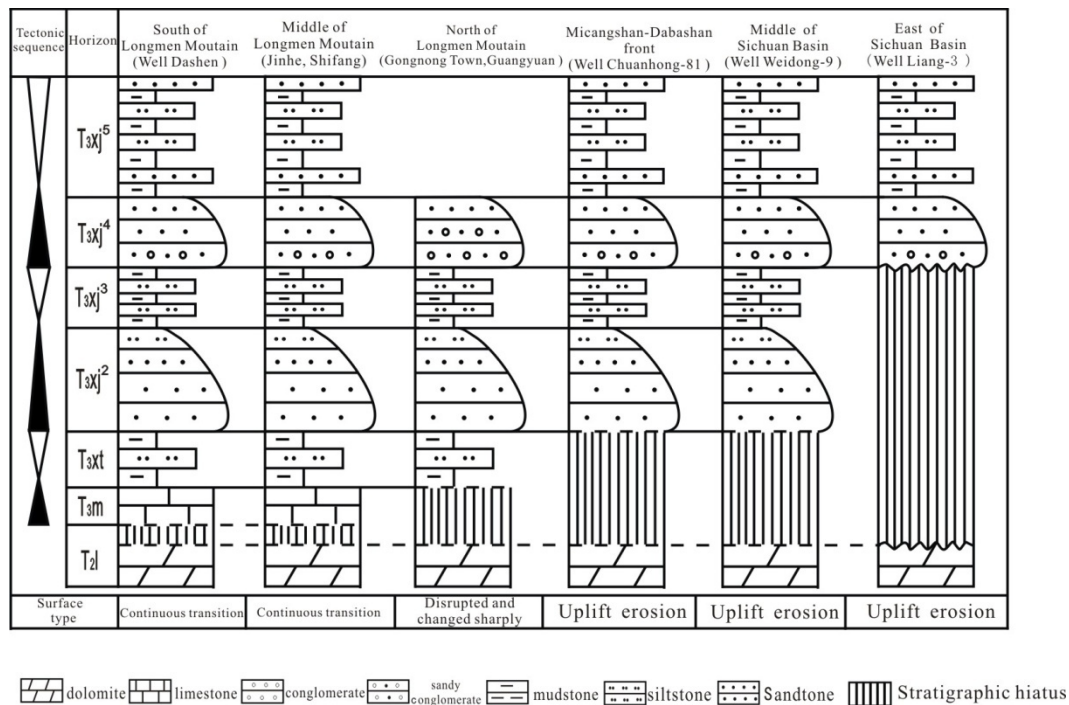 Tectonic
sequence
Horizon
South of
Longmen Moutain
(Well Dashen )
Middle of
Longmen Moutain
(Jinhe, Shifang)
North of
Longmen Moutain
(Gongnong Town,Guangyuan)
Micangshan-Dabashan
front
(Well Chuanhong-81)
Middle of
Sichuan Basin
(Well Weidong-9)
East of
Sichuan Basin
(Well Liang-3 )
T₃xj⁵
T₃xj⁴
T₃xj³
T₃xj²
T₃xt
T₃m
T₂l
Surface
type
Continuous transition
Continuous transition
Disrupted and
changed sharply
Uplift erosion
Uplift erosion
Uplift erosion
dolomite
limestone
conglomerate
sandy
conglomerate
mudstone
siltstone
Sandtone
Stratigraphic hiatus